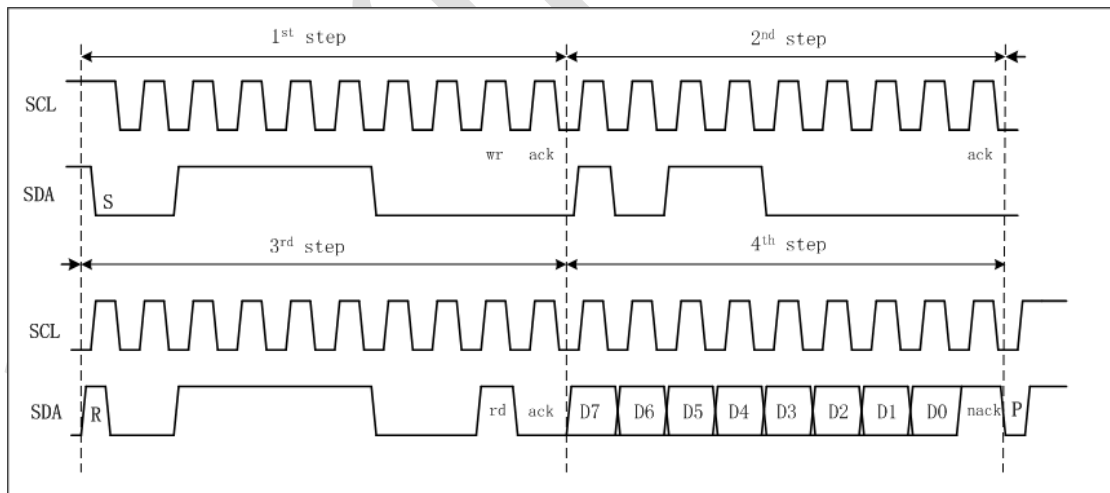 1st step 2nd step
SCL
wr ack ack
SDA S
3rd step 4th step
SCL
SDA R rd ack D7 D6 D5 D4 D3 D2 D1 D0 nack P